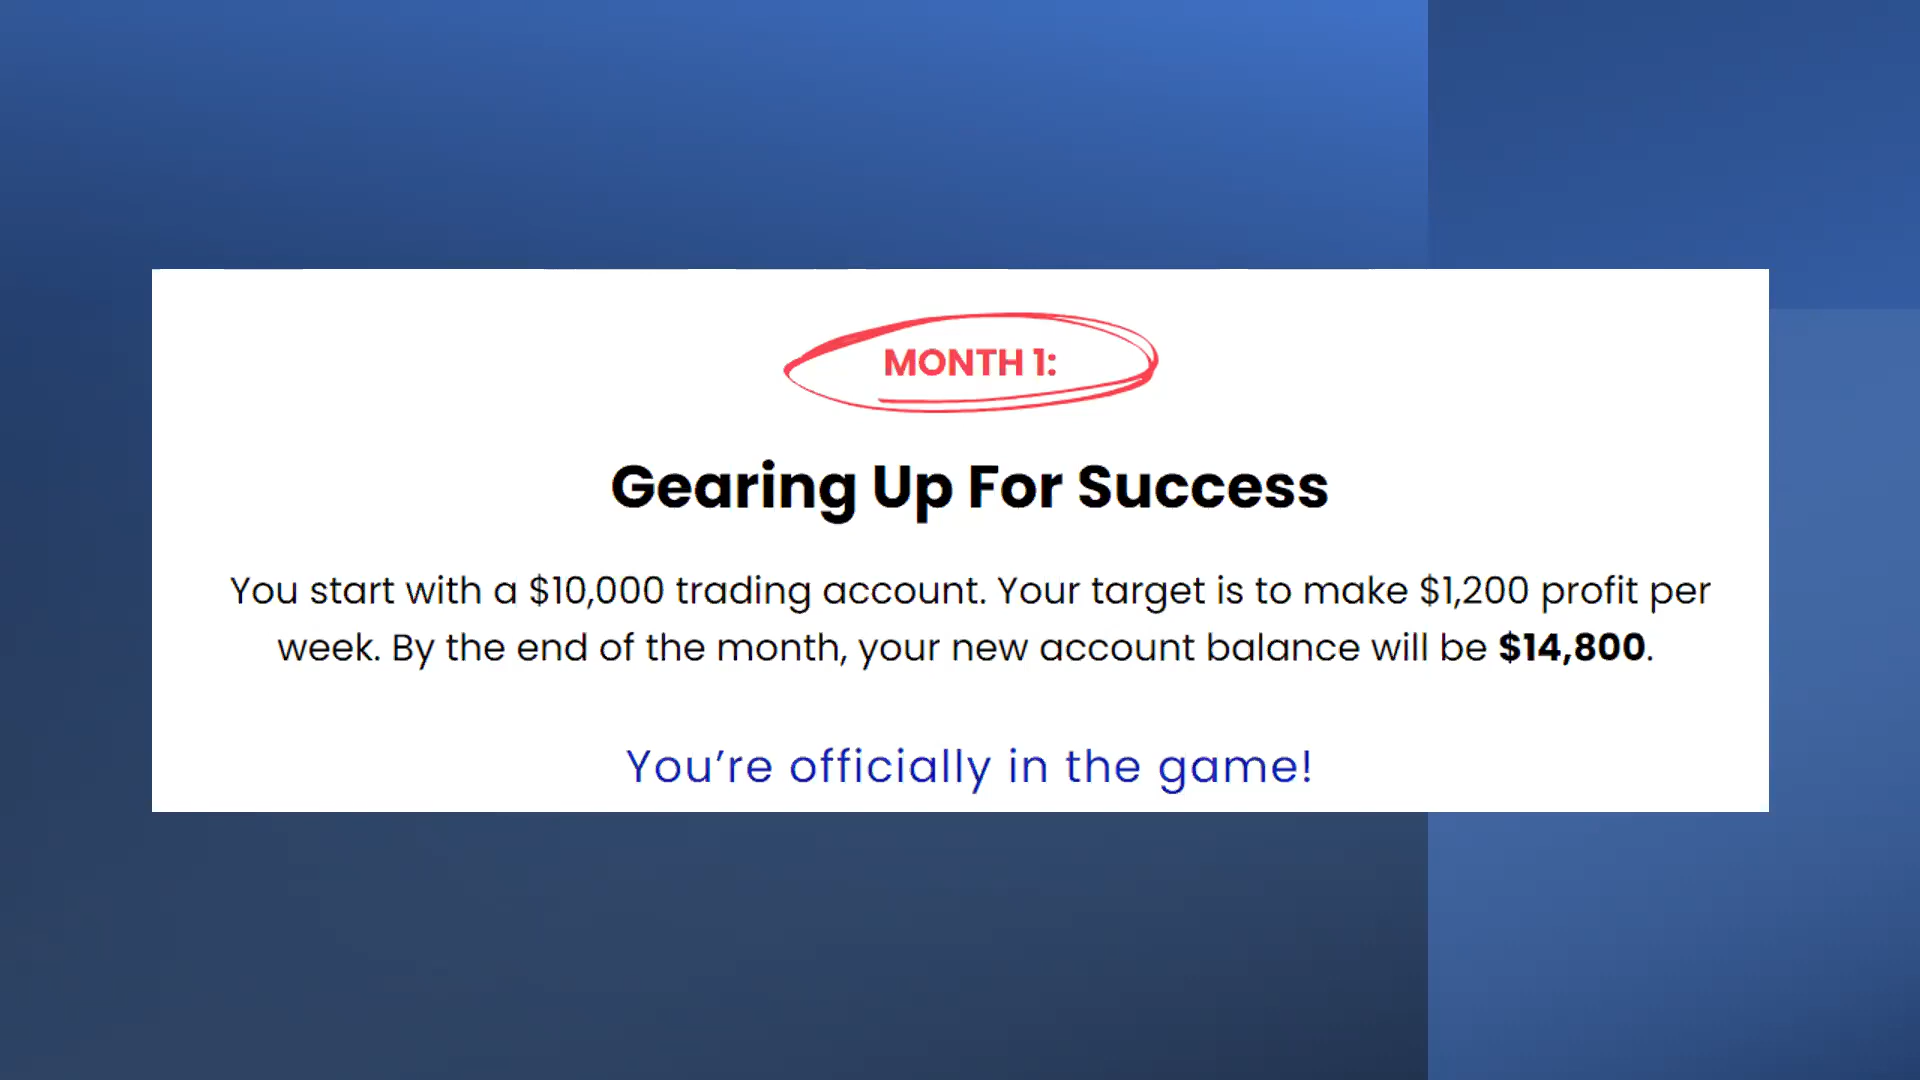 MONTH 1:
Gearing Up For Success
You start with a $10,000 trading account. Your target is to make $1,200 profit per
week. By the end of the month, your new account balance will be $14,800.
You’re officially in the game!